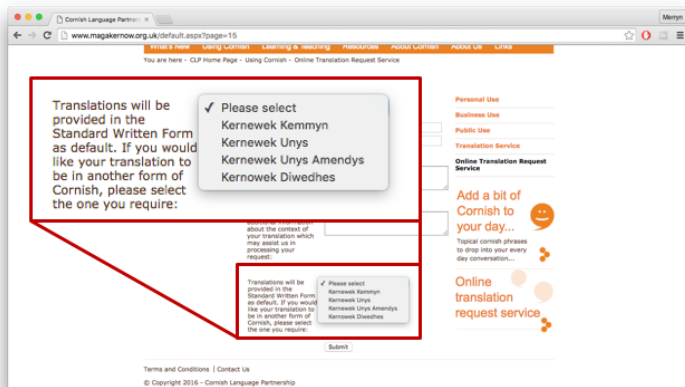 Cornish Language Partner
Merryn
www.magakernow.org.uk/default.aspx?page=15
What's New Using Cornish Learning & Teaching Resources About Cornish About Us Links
You are here - CLP Home Page - Using Cornish - Online Translation Request Service
Translations will be
provided in the
Standard Written Form
as default. If you would
like your translation to
be in another form of
Cornish, please select
the one you require:
✓ Please select
Kernewek Kemmyn
Kernewek Unys
Kernewek Unys Amendys
Kernowek Diwedhes
about the context of
your translation which
may assist us in
processing your
request:
Translations will be
provided in the
Standard Written Form
as default. If you would
like your translation to
be in another form of
Cornish, please select
the one you require:
✓ Please select
Kernewek Kemmyn
Kernewek Unys
Kernewek Unys Amendys
Kernowek Diwedhes
Submit
Personal Use
Business Use
Public Use
Translation Service
Online Translation Request
Service
Add a bit of
Cornish to
your day...
Topical cornish phrases
to drop into your every
day conversation...
Online
translation
request service
Terms and Conditions | Contact Us
© Copyright 2016 - Cornish Language Partnership